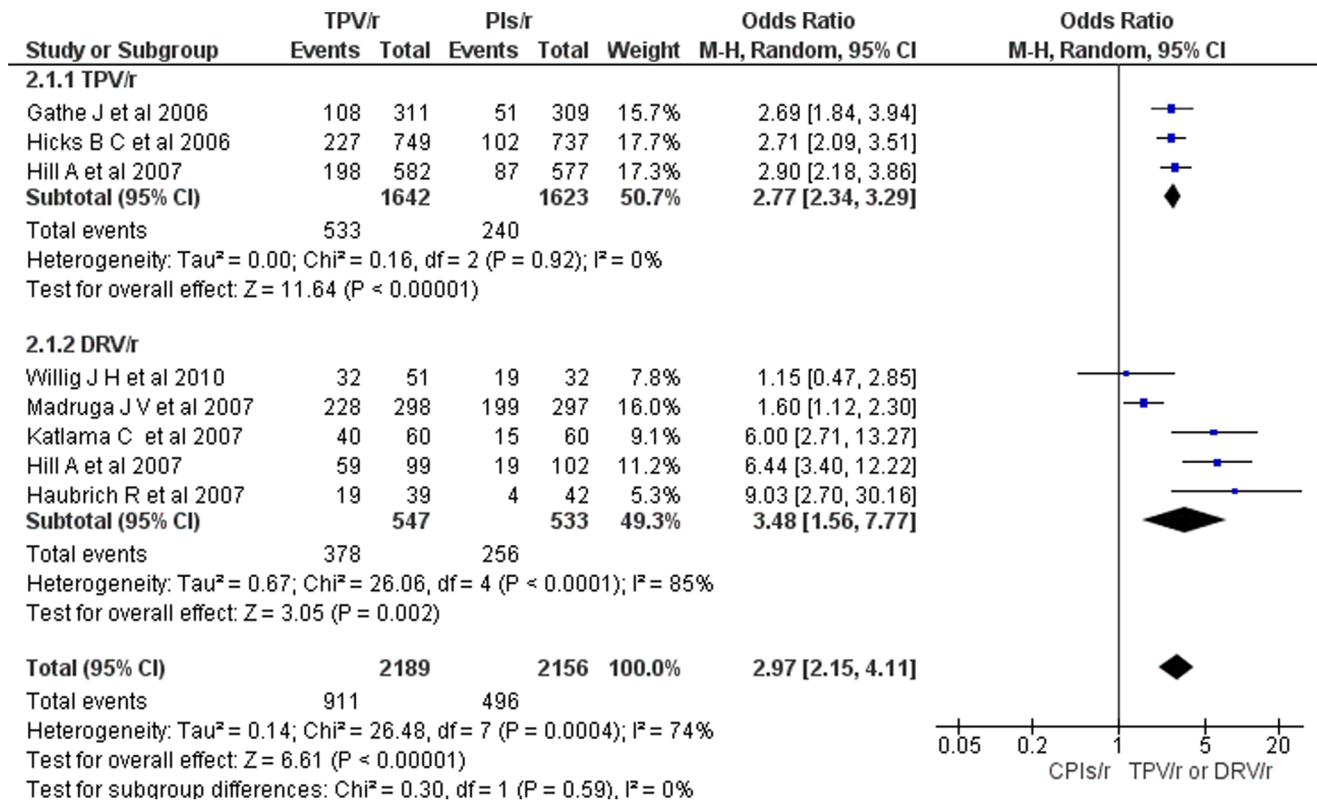 TPV/r PIs/r Odds Ratio Odds Ratio
Study or Subgroup Events Total Events Total Weight M-H, Random, 95% CI M-H, Random, 95% CI
2.1.1 TPV/r
Gathe J et al 2006 108 311 51 309 15.7% 2.69 [1.84, 3.94]
Hicks B C et al 2006 227 749 102 737 17.7% 2.71 [2.09, 3.51]
Hill A et al 2007 198 582 87 577 17.3% 2.90 [2.18, 3.86]
Subtotal (95% CI) 1642 1623 50.7% 2.77 [2.34, 3.29]
Total events 533 240
Heterogeneity: Tau² = 0.00; Chi² = 0.16, df = 2 (P = 0.92); I² = 0%
Test for overall effect: Z = 11.64 (P < 0.00001)
2.1.2 DRV/r
Willig J H et al 2010 32 51 19 32 7.8% 1.15 [0.47, 2.85]
Madruga J V et al 2007 228 298 199 297 16.0% 1.60 [1.12, 2.30]
Katlama C et al 2007 40 60 15 60 9.1% 6.00 [2.71, 13.27]
Hill A et al 2007 59 99 19 102 11.2% 6.44 [3.40, 12.22]
Haubrich R et al 2007 19 39 4 42 5.3% 9.03 [2.70, 30.16]
Subtotal (95% CI) 547 533 49.3% 3.48 [1.56, 7.77]
Total events 378 256
Heterogeneity: Tau² = 0.67; Chi² = 26.06, df = 4 (P < 0.0001); I² = 85%
Test for overall effect: Z = 3.05 (P = 0.002)
Total (95% CI) 2189 2156 100.0% 2.97 [2.15, 4.11]
Total events 911 496
Heterogeneity: Tau² = 0.14; Chi² = 26.48, df = 7 (P = 0.0004); I² = 74%
Test for overall effect: Z = 6.61 (P < 0.00001)
Test for subgroup differences: Chi² = 0.30, df = 1 (P = 0.59), I² = 0%
0.05 0.2 1 5 20
CPIs/r TPV/r or DRV/r